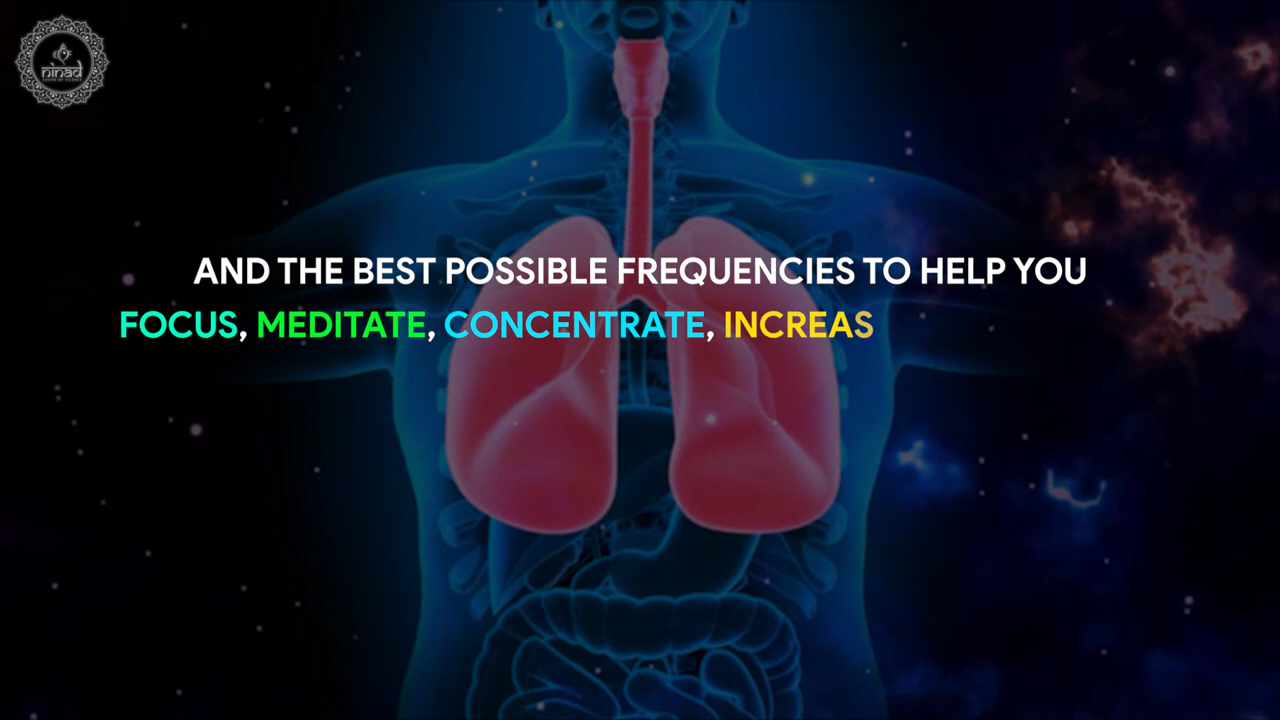 ninad
AND THE BEST POSSIBLE FREQUENCIES TO HELP YOU
FOCUS, MEDITATE, CONCENTRATE, INCREAS